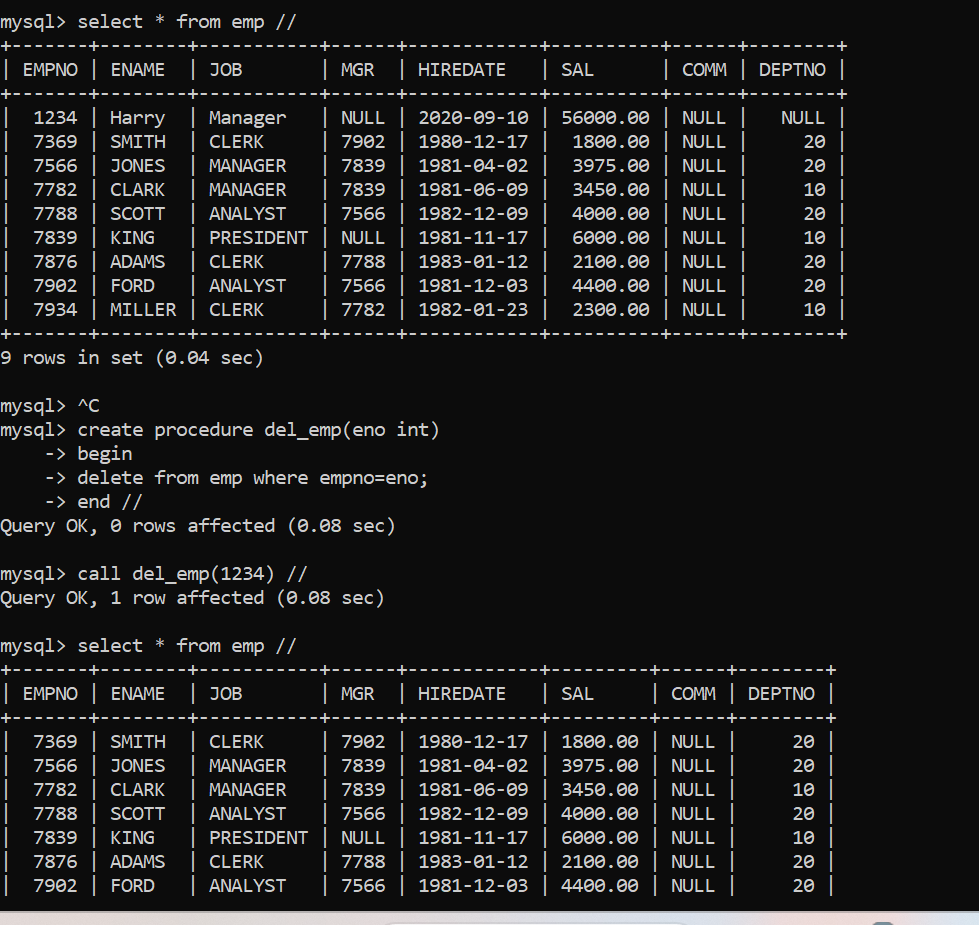 mysql> select * from emp //
+-------+--------+-----------+------+------------+----------+------+--------+
| EMPNO | ENAME  | JOB       | MGR  | HIREDATE   | SAL      | COMM | DEPTNO |
+-------+--------+-----------+------+------------+----------+------+--------+
|  1234 | Harry  | Manager   | NULL | 2020-09-10 | 56000.00 | NULL |   NULL |
|  7369 | SMITH  | CLERK     | 7902 | 1980-12-17 |  1800.00 | NULL |     20 |
|  7566 | JONES  | MANAGER   | 7839 | 1981-04-02 |  3975.00 | NULL |     20 |
|  7782 | CLARK  | MANAGER   | 7839 | 1981-06-09 |  3450.00 | NULL |     10 |
|  7788 | SCOTT  | ANALYST   | 7566 | 1982-12-09 |  4000.00 | NULL |     20 |
|  7839 | KING   | PRESIDENT | NULL | 1981-11-17 |  6000.00 | NULL |     10 |
|  7876 | ADAMS  | CLERK     | 7788 | 1983-01-12 |  2100.00 | NULL |     20 |
|  7902 | FORD   | ANALYST   | 7566 | 1981-12-03 |  4400.00 | NULL |     20 |
|  7934 | MILLER | CLERK     | 7782 | 1982-01-23 |  2300.00 | NULL |     10 |
+-------+--------+-----------+------+------------+----------+------+--------+
9 rows in set (0.04 sec)

mysql> ^C
mysql> create procedure del_emp(eno int)
    -> begin
    -> delete from emp where empno=eno;
    -> end //
Query OK, 0 rows affected (0.08 sec)

mysql> call del_emp(1234) //
Query OK, 1 row affected (0.08 sec)

mysql> select * from emp //
+-------+--------+-----------+------+------------+---------+------+--------+
| EMPNO | ENAME  | JOB       | MGR  | HIREDATE   | SAL     | COMM | DEPTNO |
+-------+--------+-----------+------+------------+---------+------+--------+
|  7369 | SMITH  | CLERK     | 7902 | 1980-12-17 | 1800.00 | NULL |     20 |
|  7566 | JONES  | MANAGER   | 7839 | 1981-04-02 | 3975.00 | NULL |     20 |
|  7782 | CLARK  | MANAGER   | 7839 | 1981-06-09 | 3450.00 | NULL |     10 |
|  7788 | SCOTT  | ANALYST   | 7566 | 1982-12-09 | 4000.00 | NULL |     20 |
|  7839 | KING   | PRESIDENT | NULL | 1981-11-17 | 6000.00 | NULL |     10 |
|  7876 | ADAMS  | CLERK     | 7788 | 1983-01-12 | 2100.00 | NULL |     20 |
|  7902 | FORD   | ANALYST   | 7566 | 1981-12-03 | 4400.00 | NULL |     20 |